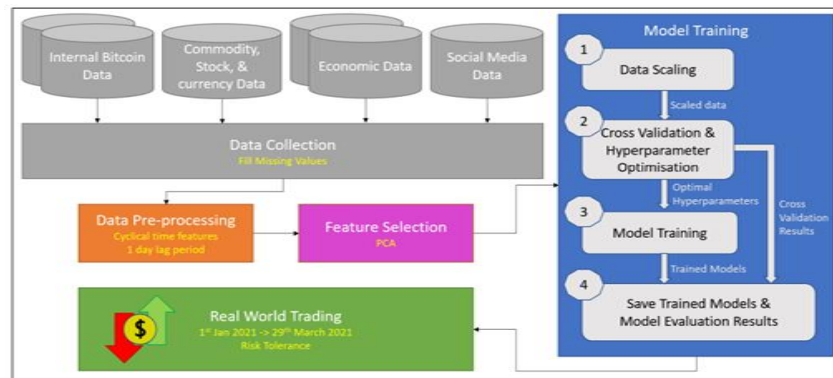 Internal Bitcoin
Data
Commodity,
Stock, &
currency Data
Economic Data
Social Media
Data
Data Collection
Fill Missing Values
Data Pre-processing
Cyclical time features
1 day lag period
Feature Selection
PCA
Model Training
1
Data Scaling
Scaled data
2
Cross Validation &
Hyperparameter
Optimisation
Optimal
Hyperparameters
Cross
Validation
Results
3
Model Training
Trained Models
4
Save Trained Models &
Model Evaluation Results
$
Real World Trading
1st Jan 2021 -> 29th March 2021
Risk Tolerance